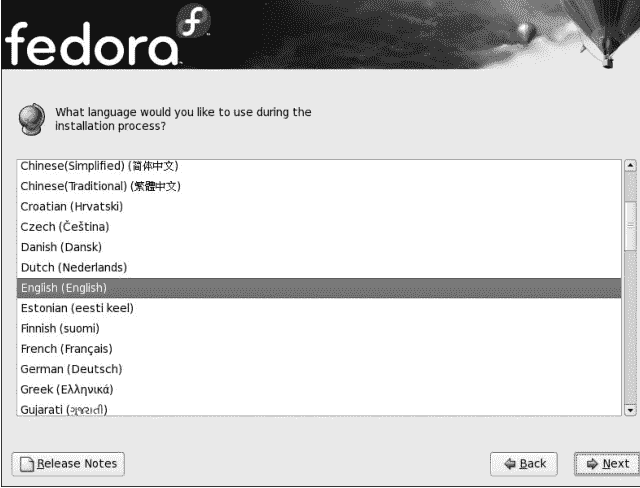 fedora
What language would you like to use during the
installation process?
Chinese(Simplified) (简体中文)
Chinese(Traditional) (繁體中文)
Croatian (Hrvatski)
Czech (Čeština)
Danish (Dansk)
Dutch (Nederlands)
English (English)
Estonian (eesti keel)
Finnish (suomi)
French (Français)
German (Deutsch)
Greek (Ελληνικά)
Gujarati (ગુજરાતી)
Release Notes
Back
Next